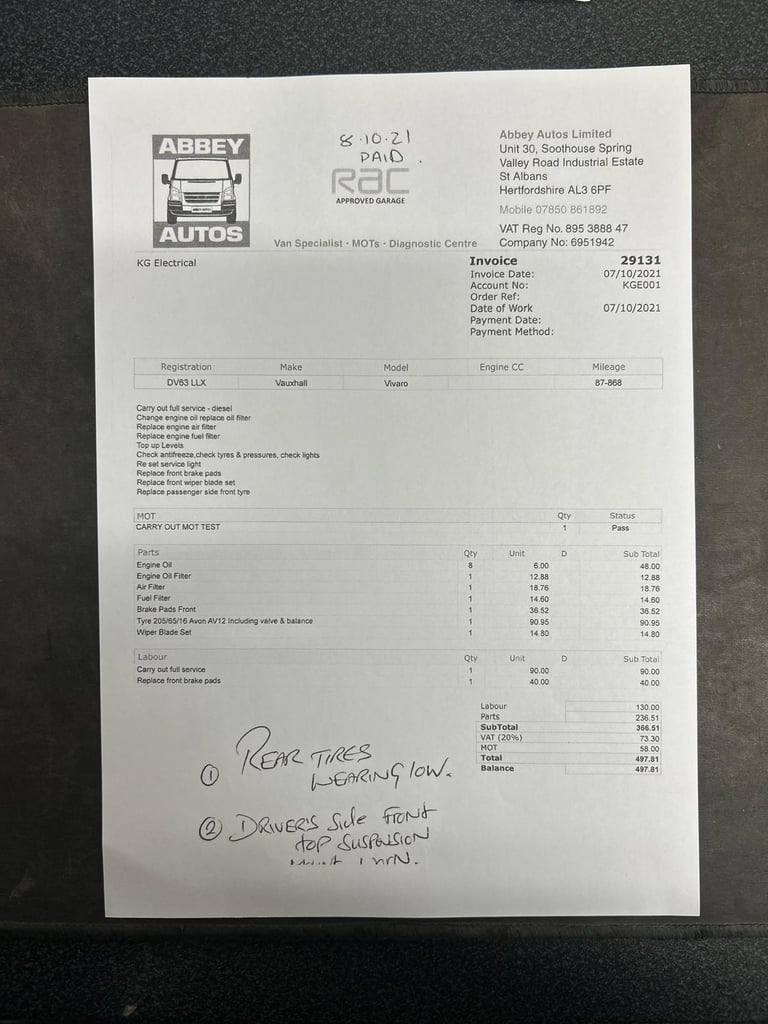 ABBEY
AUTOS
8.10.21
PAID.
RAC
APPROVED GARAGE
Van Specialist • MOTs • Diagnostic Centre
Abbey Autos Limited
Unit 30, Soothouse Spring
Valley Road Industrial Estate
St Albans
Hertfordshire AL3 6PF
Mobile 07850 861892
VAT Reg No. 895 3888 47
Company No: 6951942
KG Electrical
Invoice 29131
Invoice Date: 07/10/2021
Account No: KGE001
Order Ref:
Date of Work 07/10/2021
Payment Date:
Payment Method:
Registration Make Model Engine CC Mileage
DV63 LLX Vauxhall Vivaro 87-868
Carry out full service - diesel
Change engine oil replace oil filter
Replace engine air filter
Replace engine fuel filter
Top up Levels
Check antifreeze,check tyres & pressures, check lights
Re set service light
Replace front brake pads
Replace front wiper blade set
Replace passenger side front tyre
MOT Qty Status
CARRY OUT MOT TEST 1 Pass
Parts Qty Unit D Sub Total
Engine Oil 8 6.00 48.00
Engine Oil Filter 1 12.88 12.88
Air Filter 1 18.76 18.76
Fuel Filter 1 14.60 14.60
Brake Pads Front 1 36.52 36.52
Tyre 205/65/16 Avon AV12 Including valve & balance 1 90.95 90.95
Wiper Blade Set 1 14.80 14.80
Labour Qty Unit D Sub Total
Carry out full service 1 90.00 90.00
Replace front brake pads 1 40.00 40.00
Labour 130.00
Parts 236.51
SubTotal 366.51
VAT (20%) 73.30
MOT 58.00
Total 497.81
Balance 497.81
① REAR TIRES
WEARING low.
② DRIVER'S Side FRONT
top SUSPENSION